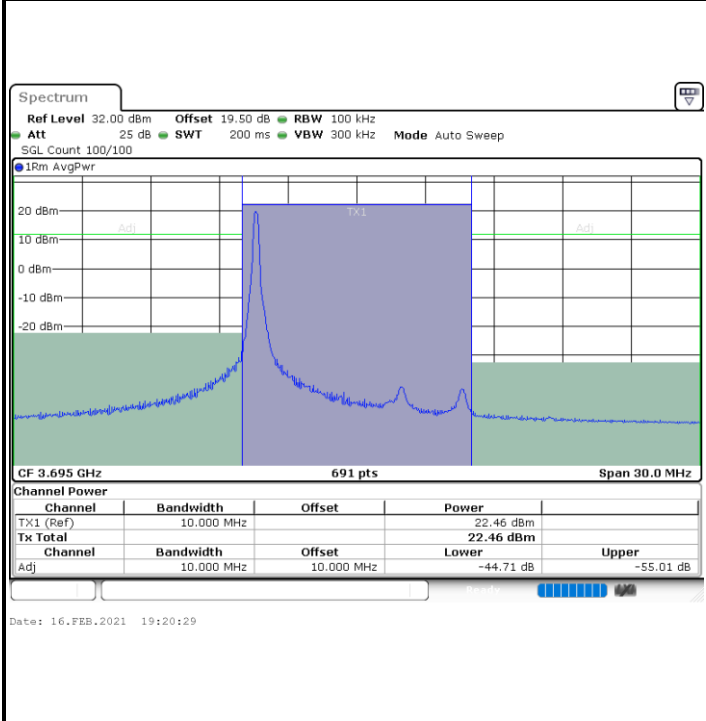 Spectrum
Ref Level 32.00 dBm Offset 19.50 dB RBW 100 kHz
Att 25 dB SWT 200 ms VBW 300 kHz Mode Auto Sweep
SGL Count 100/100
1Rm AvgPwr
20 dBm
TX1
Adj
Adj
10 dBm
0 dBm
-10 dBm
-20 dBm
CF 3.695 GHz 691 pts Span 30.0 MHz
Channel Power
Channel Bandwidth Offset Power
TX1 (Ref) 10.000 MHz 22.46 dBm
Tx Total 22.46 dBm
Channel Bandwidth Offset Lower Upper
Adj 10.000 MHz 10.000 MHz -44.71 dB -55.01 dB
Ready
Date: 16.FEB.2021 19:20:29